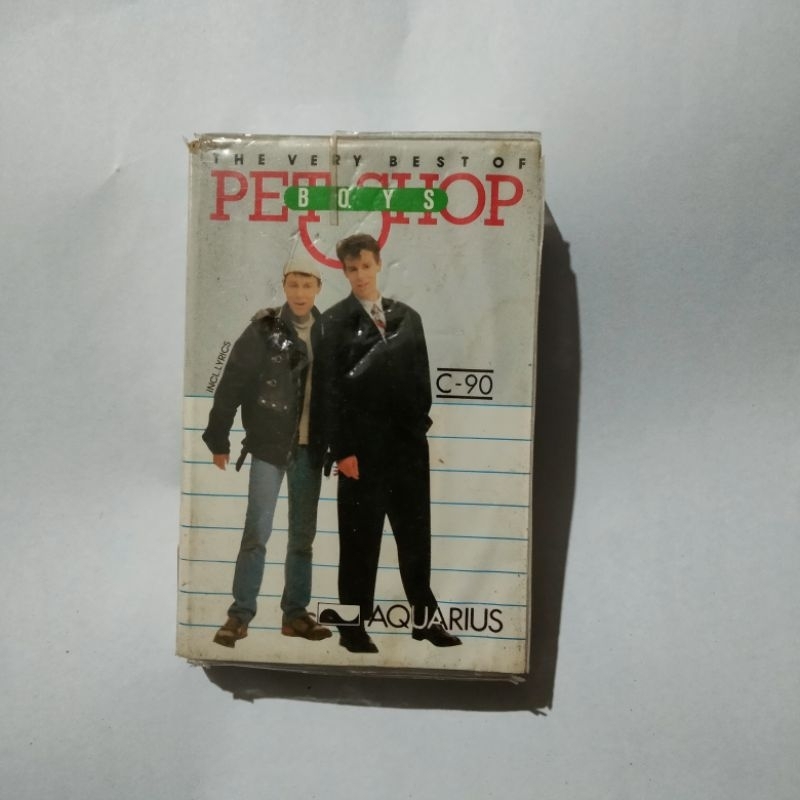 THE VERY BEST OF
PET SHOP
BOYS
INCL. LYRICS
C-90
AQUARIUS